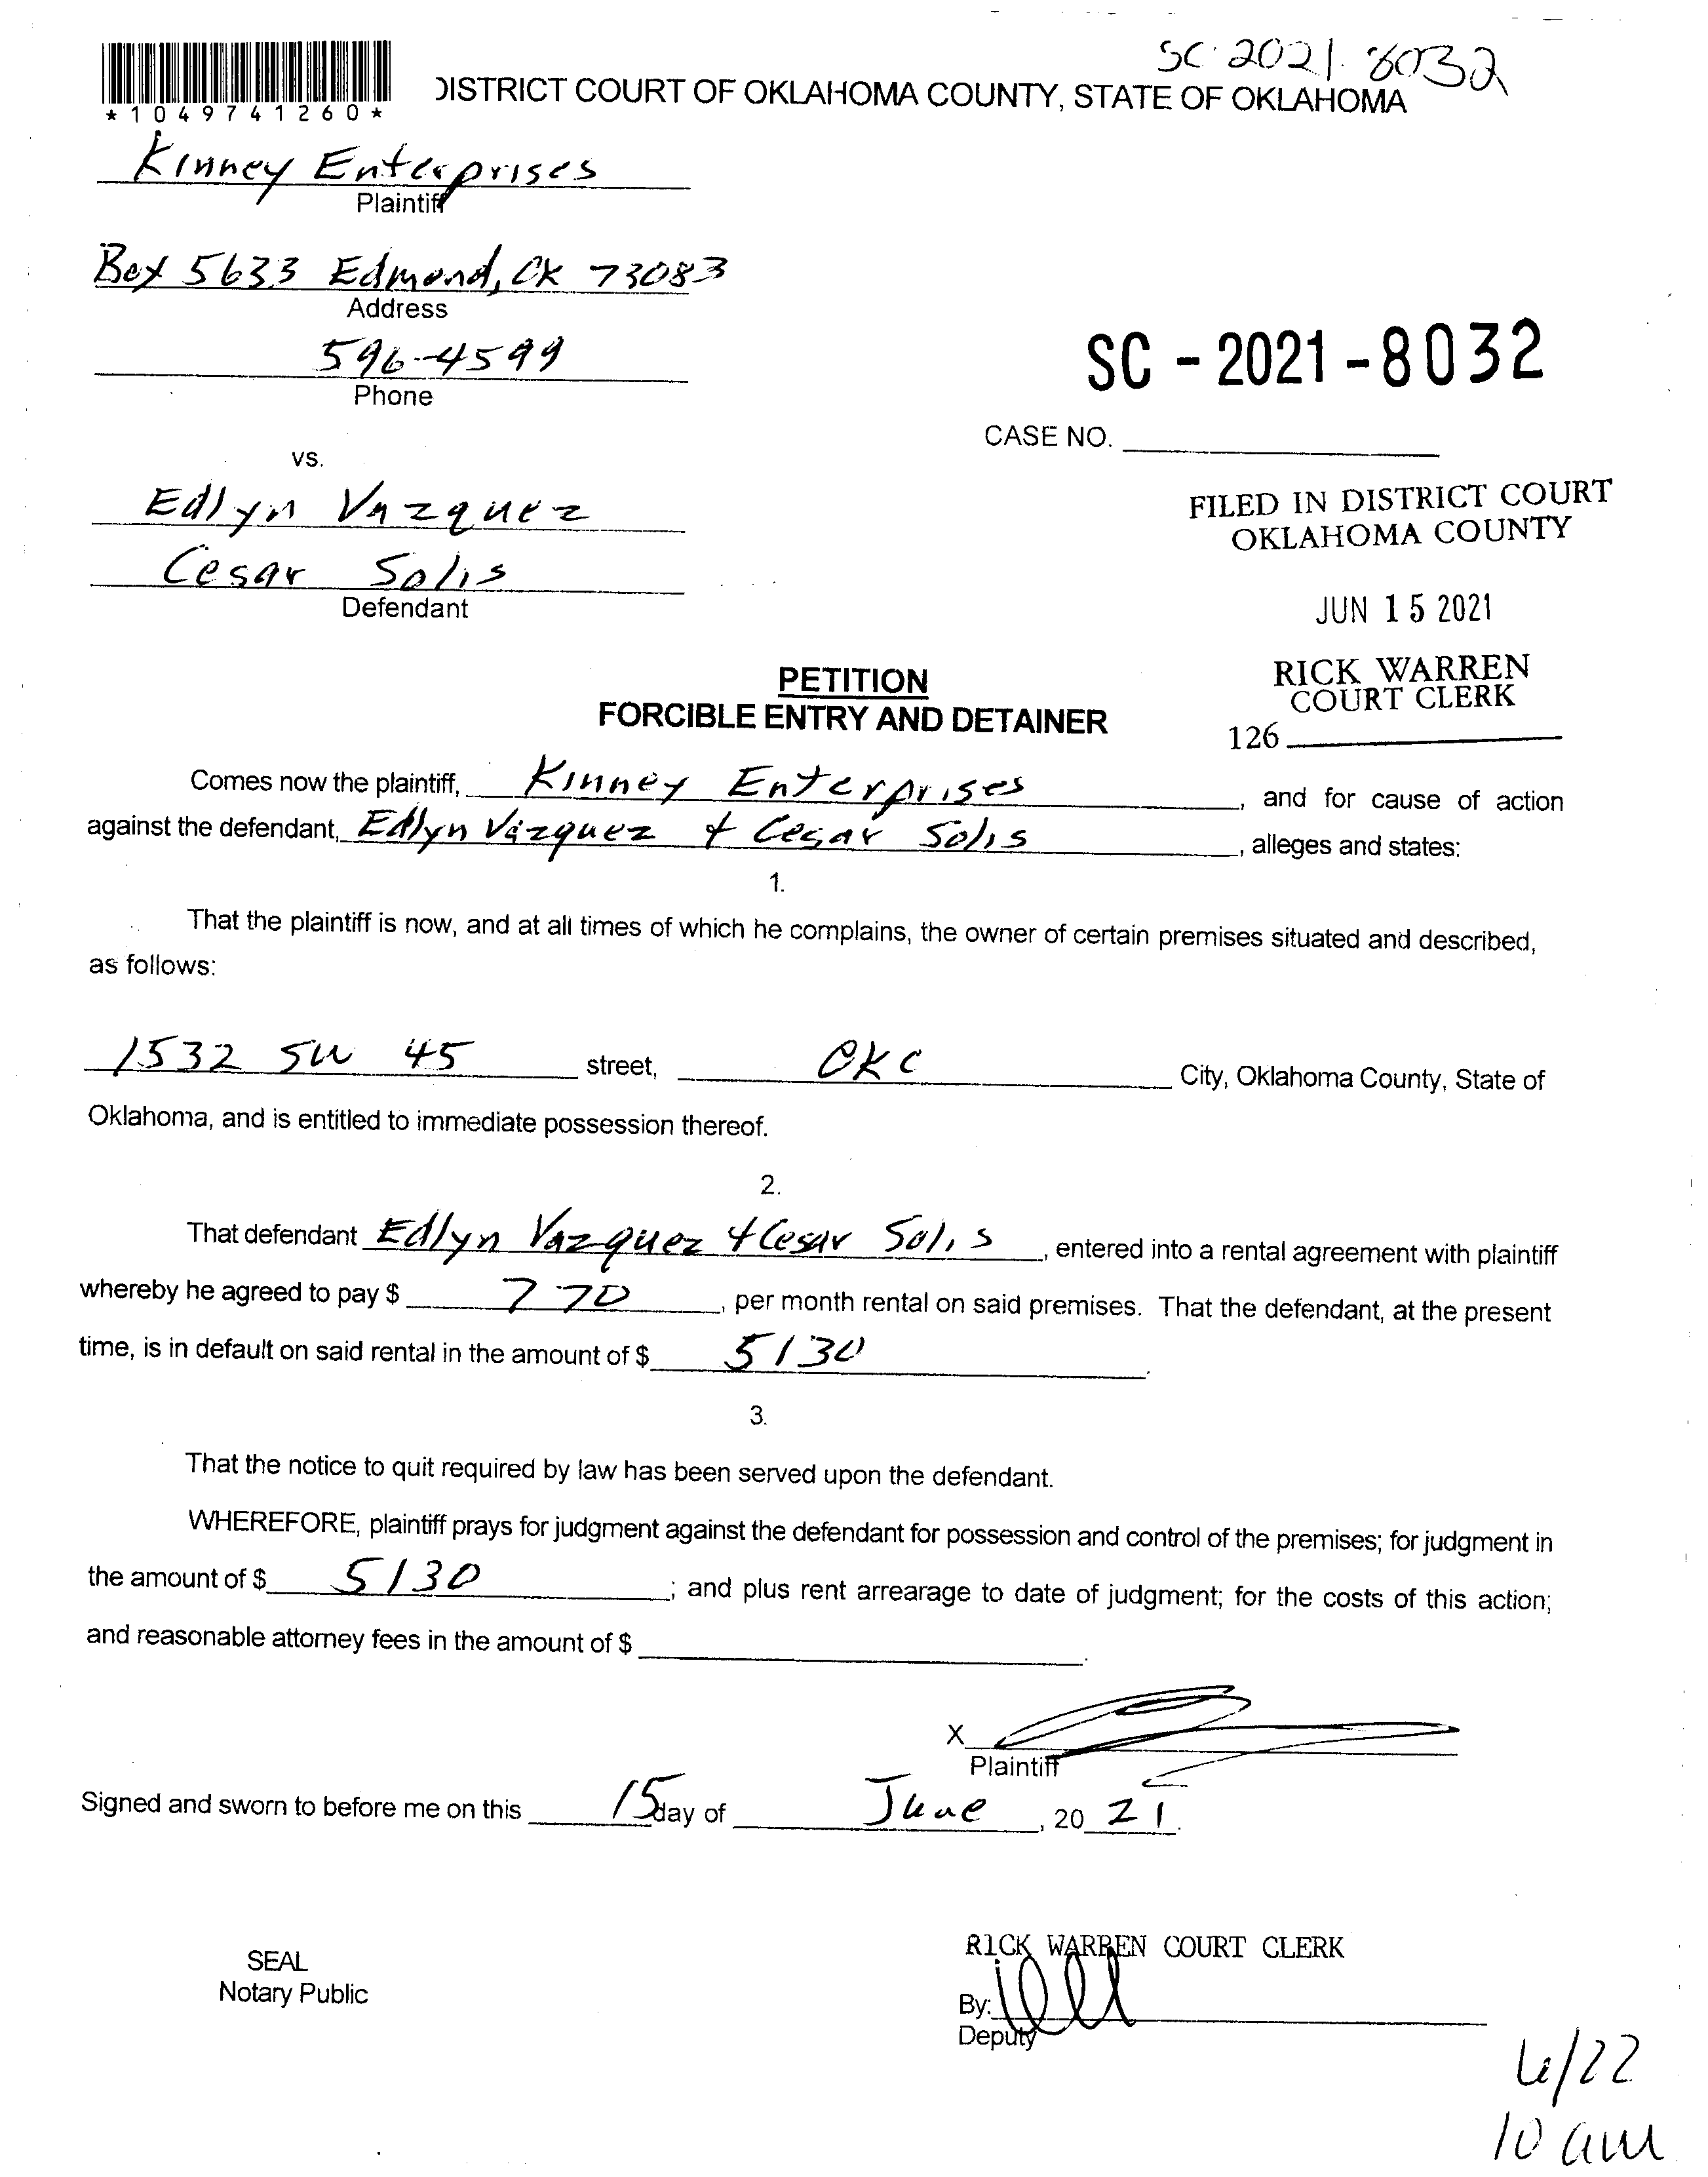 SC 2021 8032
*1049741260*
DISTRICT COURT OF OKLAHOMA COUNTY, STATE OF OKLAHOMA
Kinney Enterprises
Plaintiff
Box 5633 Edmond, OK 73083
Address
596-4599
Phone
SC - 2021 - 8032
CASE NO.
vs.
Edlyn Vazquez
Cesar Solis
Defendant
FILED IN DISTRICT COURT
OKLAHOMA COUNTY
JUN 15 2021
RICK WARREN
COURT CLERK
126
PETITION
FORCIBLE ENTRY AND DETAINER
Comes now the plaintiff, Kinney Enterprises, and for cause of action
against the defendant, Edlyn Vazquez + Cesar Solis, alleges and states:
1.
That the plaintiff is now, and at all times of which he complains, the owner of certain premises situated and described,
as follows:
1532 SW 45 street, OKC City, Oklahoma County, State of
Oklahoma, and is entitled to immediate possession thereof.
2.
That defendant Edlyn Vazquez + Cesar Solis, entered into a rental agreement with plaintiff
whereby he agreed to pay $ 770, per month rental on said premises. That the defendant, at the present
time, is in default on said rental in the amount of $ 5130.
3.
That the notice to quit required by law has been served upon the defendant.
WHEREFORE, plaintiff prays for judgment against the defendant for possession and control of the premises; for judgment in
the amount of $ 5130; and plus rent arrearage to date of judgment; for the costs of this action;
and reasonable attorney fees in the amount of $ .
X
Plaintiff
Signed and sworn to before me on this 15 day of June, 20 21.
SEAL
Notary Public
RICK WARREN COURT CLERK
By:
Deputy
6/22
10 am